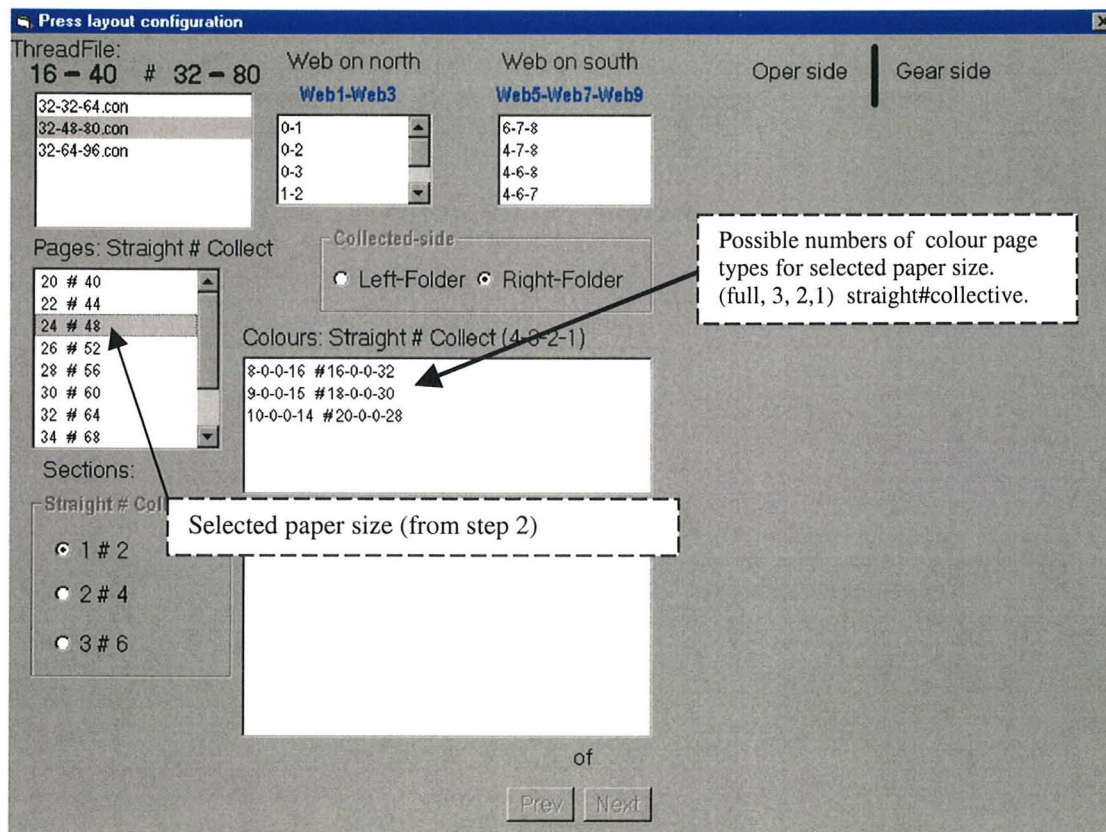 Press layout configuration
ThreadFile:
16 - 40 # 32 - 80
32-32-64.con
32-48-80.con
32-64-96.con
Web on north
Web1-Web3
0-1
0-2
0-3
1-2
Web on south
Web5-Web7-Web9
6-7-8
4-7-8
4-6-8
4-6-7
Oper side
Gear side
Pages: Straight # Collect
20 # 40
22 # 44
24 # 48
26 # 52
28 # 56
30 # 60
32 # 64
34 # 68
Collected-side
Left-Folder
Right-Folder
Possible numbers of colour page
types for selected paper size.
(full, 3, 2,1) straight#collective.
Colours: Straight # Collect (4-3-2-1)
8-0-0-16 #16-0-0-32
9-0-0-15 #18-0-0-30
10-0-0-14 #20-0-0-28
Sections:
Straight # Coll
Selected paper size (from step 2)
1 # 2
2 # 4
3 # 6
of
Prev
Next